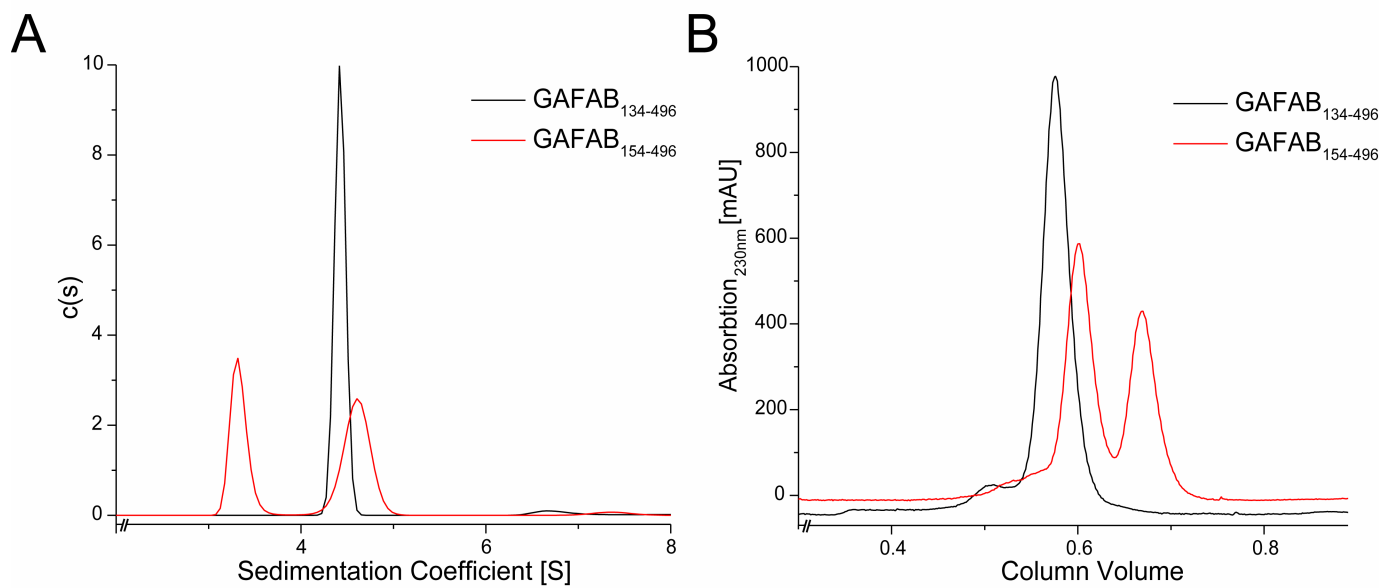 A
10
8
6
4
2
0
c(s)
GAFAB134-496
GAFAB154-496
4
6
8
Sedimentation Coefficient [S]
B
1000
800
600
400
200
0
Absorbtion230nm [mAU]
GAFAB134-496
GAFAB154-496
0.4
0.6
0.8
Column Volume